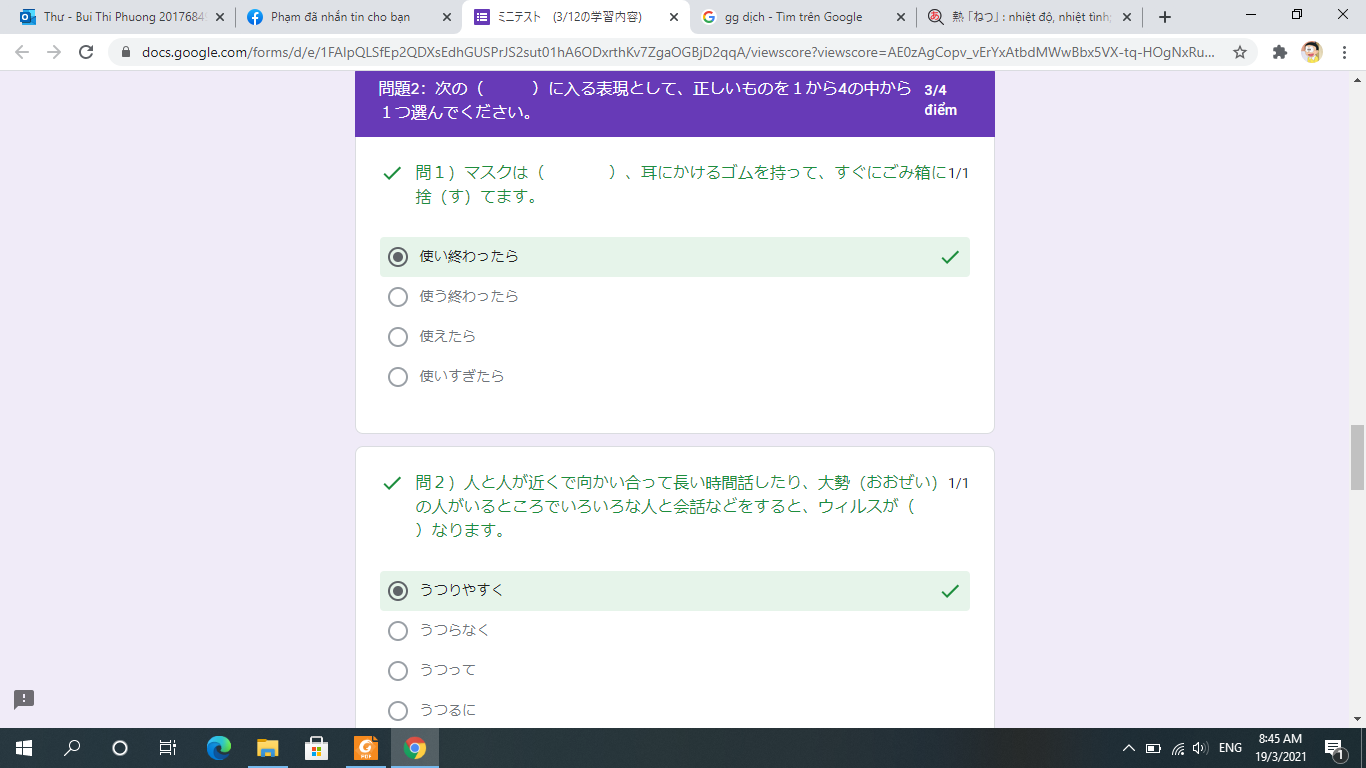 Thư - Bui Thi Phuong 2017684
Phạm đã nhắn tin cho bạn
ミニテスト (3/12の学習内容)
gg dịch - Tìm trên Google
熱「ねつ」: nhiệt độ, nhiệt tình;
docs.google.com/forms/d/e/1FAIpQLSfEp2QDXsEdhGUSPrJS2sut01hA6ODxrthKv7ZgaOGBjD2qqA/viewscore?viewscore=AE0zAgCopv_vErYxAtbdMWwBbx5VX-tq-HOgNxRu...
問題2：次の（　　　）に入る表現として、正しいものを１から4の中から
１つ選んでください。
3/4
điểm
問１）マスクは（　　　　）、耳にかけるゴムを持って、すぐにごみ箱に 1/1
捨（す）てます。
使い終わったら
使う終わったら
使えたら
使いすぎたら
問２）人と人が近くで向かい合って長い時間話したり、大勢（おおぜい） 1/1
の人がいるところでいろいろな人と会話などをすると、ウィルスが（
）なります。
うつりやすく
うつらなく
うつって
うつるに
PDF
ENG
8:45 AM
19/3/2021
1